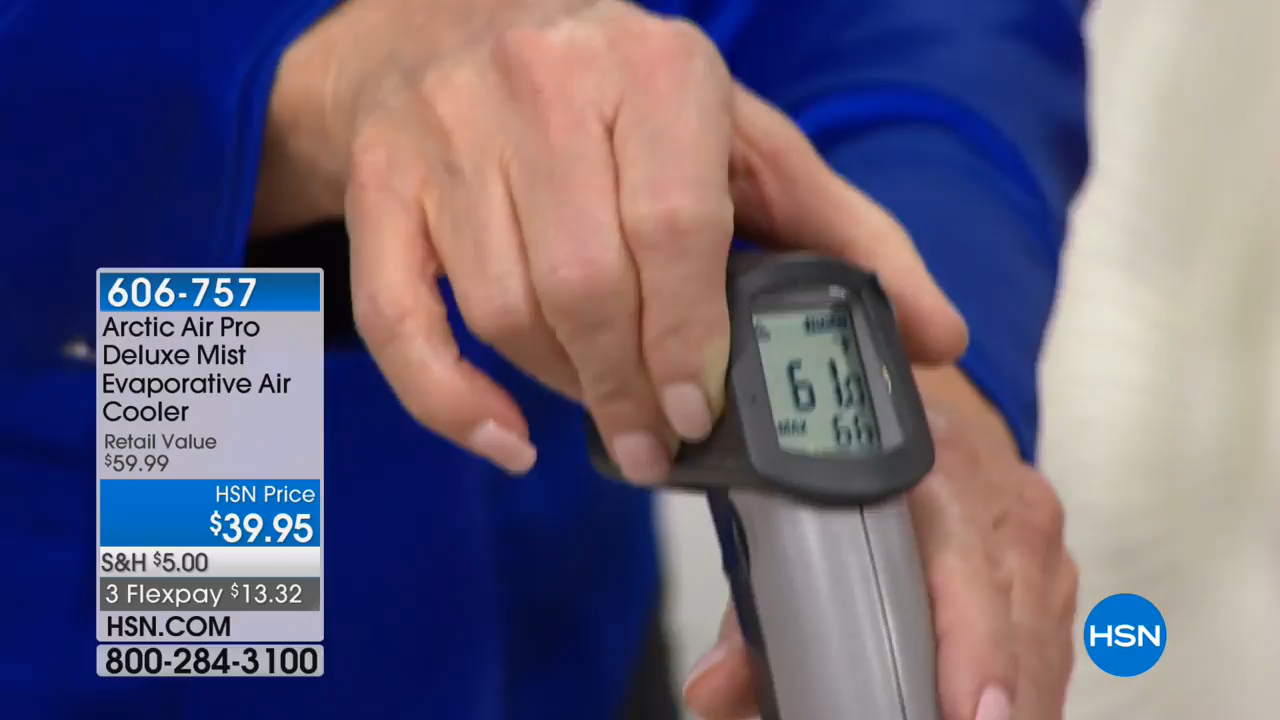 606-757
Arctic Air Pro
Deluxe Mist
Evaporative Air
Cooler
Retail Value
$59.99
HSN Price
$39.95
S&H $5.00
3 Flexpay $13.32
HSN.COM
800-284-3100
MAX
HSN